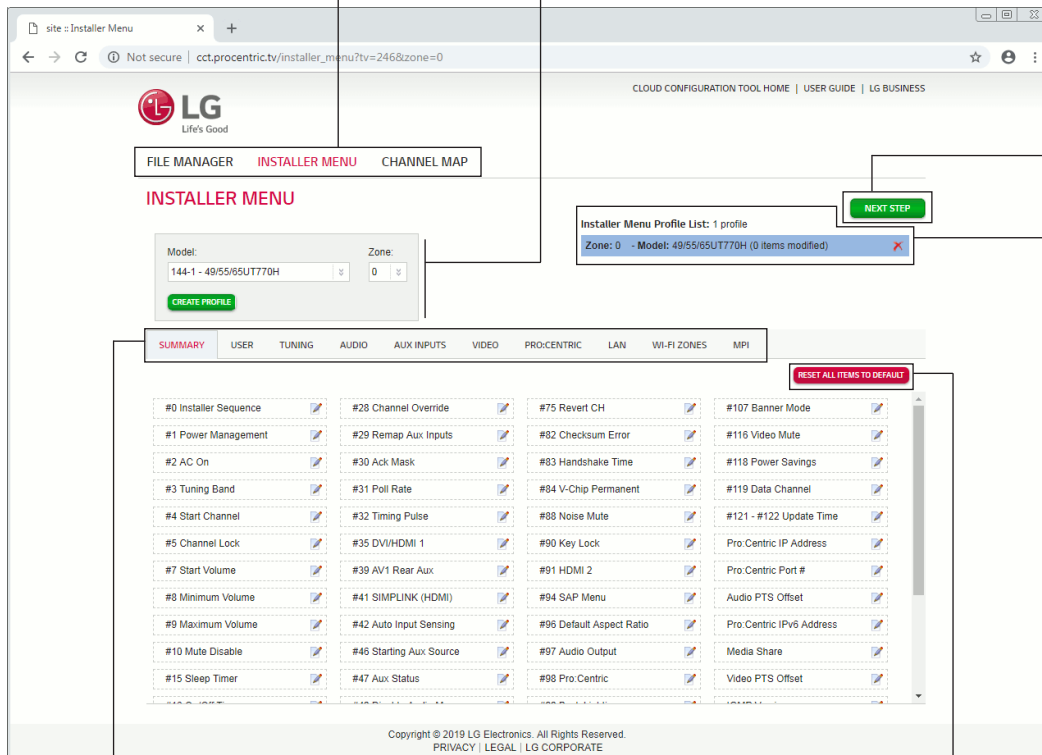 site :: Installer Menu
Not secure | cct.procentric.tv/installer_menu?tv=246&zone=0
CLOUD CONFIGURATION TOOL HOME | USER GUIDE | LG BUSINESS
LG
Life's Good
FILE MANAGER INSTALLER MENU CHANNEL MAP
INSTALLER MENU
NEXT STEP
Installer Menu Profile List: 1 profile
Zone: 0 - Model: 49/55/65UT770H (0 items modified)
Model: Zone:
144-1 - 49/55/65UT770H 0
CREATE PROFILE
SUMMARY USER TUNING AUDIO AUX INPUTS VIDEO PRO:CENTRIC LAN WI-FI ZONES MPI
RESET ALL ITEMS TO DEFAULT
#0 Installer Sequence #28 Channel Override #75 Revert CH #107 Banner Mode
#1 Power Management #29 Remap Aux Inputs #82 Checksum Error #116 Video Mute
#2 AC On #30 Ack Mask #83 Handshake Time #118 Power Savings
#3 Tuning Band #31 Poll Rate #84 V-Chip Permanent #119 Data Channel
#4 Start Channel #32 Timing Pulse #88 Noise Mute #121 - #122 Update Time
#5 Channel Lock #35 DVI/HDMI 1 #90 Key Lock Pro:Centric IP Address
#7 Start Volume #39 AV1 Rear Aux #91 HDMI 2 Pro:Centric Port #
#8 Minimum Volume #41 SIMPLINK (HDMI) #94 SAP Menu Audio PTS Offset
#9 Maximum Volume #42 Auto Input Sensing #96 Default Aspect Ratio Pro:Centric IPv6 Address
#10 Mute Disable #46 Starting Aux Source #97 Audio Output Media Share
#15 Sleep Timer #47 Aux Status #98 Pro:Centric Video PTS Offset
Copyright © 2019 LG Electronics. All Rights Reserved.
PRIVACY | LEGAL | LG CORPORATE